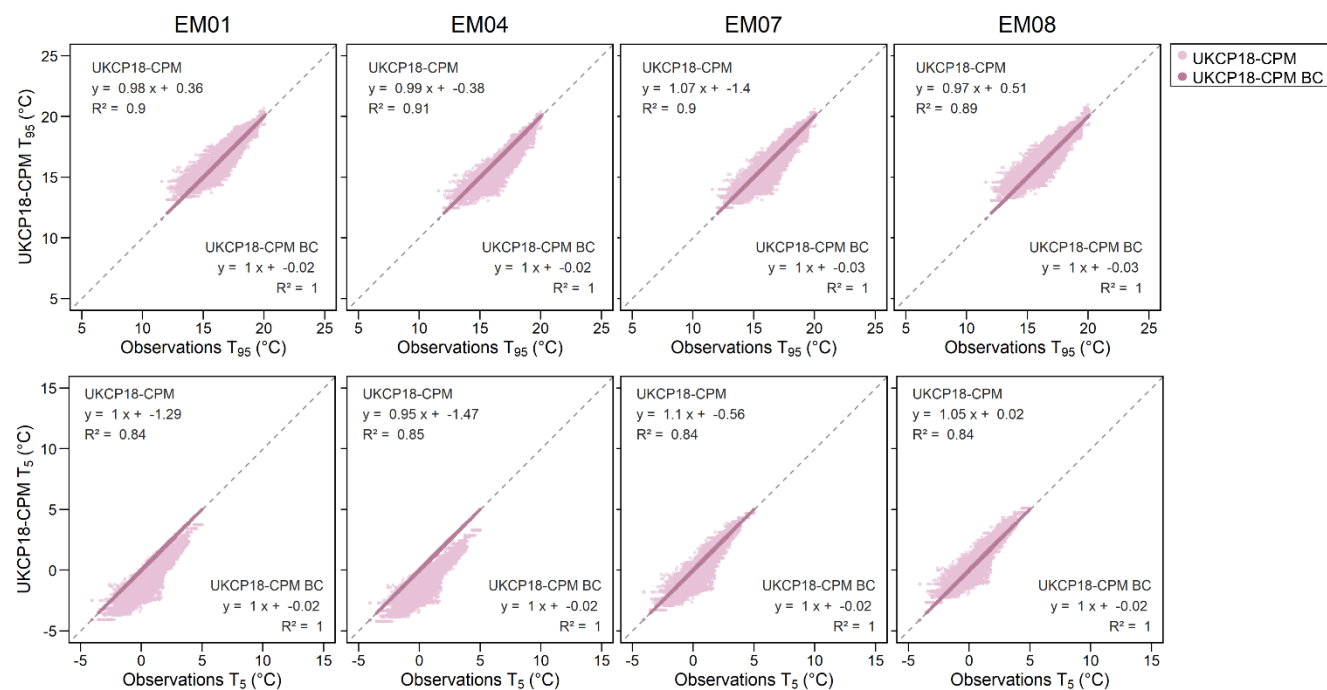 EM01
EM04
EM07
EM08
UKCP18-CPM
UKCP18-CPM BC
UKCP18-CPM T₉₅ (°C)
25
20
15
10
5
UKCP18-CPM
y = 0.98 x + 0.36
R² = 0.9
UKCP18-CPM BC
y = 1 x + -0.02
R² = 1
5 10 15 20 25
Observations T₉₅ (°C)
UKCP18-CPM
y = 0.99 x + -0.38
R² = 0.91
UKCP18-CPM BC
y = 1 x + -0.02
R² = 1
5 10 15 20 25
Observations T₉₅ (°C)
UKCP18-CPM
y = 1.07 x + -1.4
R² = 0.9
UKCP18-CPM BC
y = 1 x + -0.03
R² = 1
5 10 15 20 25
Observations T₉₅ (°C)
UKCP18-CPM
y = 0.97 x + 0.51
R² = 0.89
UKCP18-CPM BC
y = 1 x + -0.03
R² = 1
5 10 15 20 25
Observations T₉₅ (°C)
UKCP18-CPM T₅ (°C)
15
10
5
0
-5
UKCP18-CPM
y = 1 x + -1.29
R² = 0.84
UKCP18-CPM BC
y = 1 x + -0.02
R² = 1
-5 0 5 10 15
Observations T₅ (°C)
UKCP18-CPM
y = 0.95 x + -1.47
R² = 0.85
UKCP18-CPM BC
y = 1 x + -0.02
R² = 1
-5 0 5 10 15
Observations T₅ (°C)
UKCP18-CPM
y = 1.1 x + -0.56
R² = 0.84
UKCP18-CPM BC
y = 1 x + -0.02
R² = 1
-5 0 5 10 15
Observations T₅ (°C)
UKCP18-CPM
y = 1.05 x + 0.02
R² = 0.84
UKCP18-CPM BC
y = 1 x + -0.02
R² = 1
-5 0 5 10 15
Observations T₅ (°C)